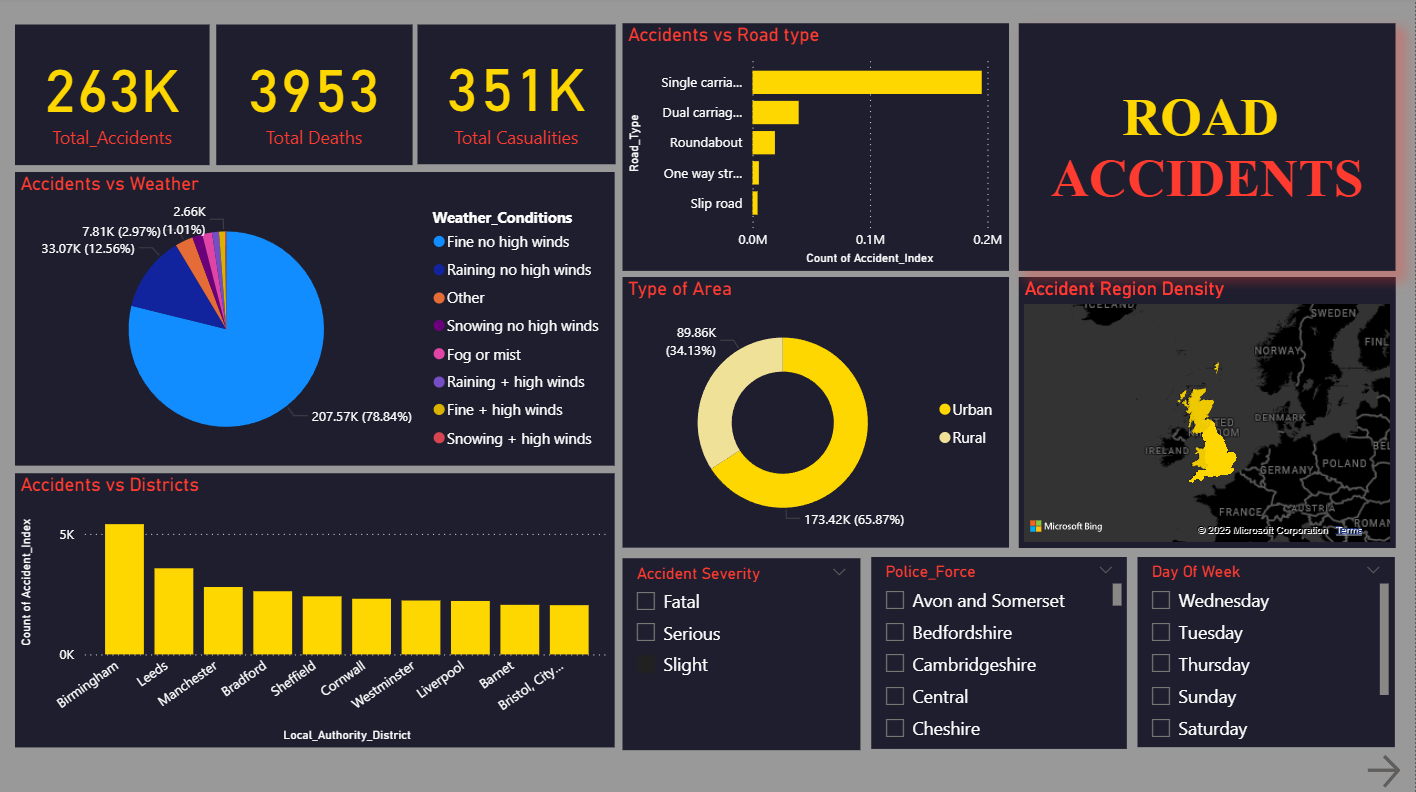 263K
Total_Accidents
3953
Total Deaths
351K
Total Casualities
Accidents vs Road type
Road_Type
Single carria...
Dual carriag...
Roundabout
One way str...
Slip road
0.0M 0.1M 0.2M
Count of Accident_Index
ROAD
ACCIDENTS
Accidents vs Weather
2.66K
(1.01%)
7.81K (2.97%)
33.07K (12.56%)
207.57K (78.84%)
Weather_Conditions
Fine no high winds
Raining no high winds
Other
Snowing no high winds
Fog or mist
Raining + high winds
Fine + high winds
Snowing + high winds
Type of Area
89.86K
(34.13%)
173.42K (65.87%)
Urban
Rural
Accident Region Density
ICELAND
SWEDEN
NORWAY
FINL
UNITED
KINGDOM
DENMARK
IRELAND
BEL
POLAND
GERMANY
FRANCE
AUSTRIA
ROMAN
Microsoft Bing
© 2025 Microsoft Corporation Terms
Accidents vs Districts
Count of Accident_Index
5K
0K
Birmingham
Leeds
Manchester
Bradford
Sheffield
Cornwall
Westminster
Liverpool
Barnet
Bristol, City...
Local_Authority_District
Accident Severity
Fatal
Serious
Slight
Police_Force
Avon and Somerset
Bedfordshire
Cambridgeshire
Central
Cheshire
Day Of Week
Wednesday
Tuesday
Thursday
Sunday
Saturday